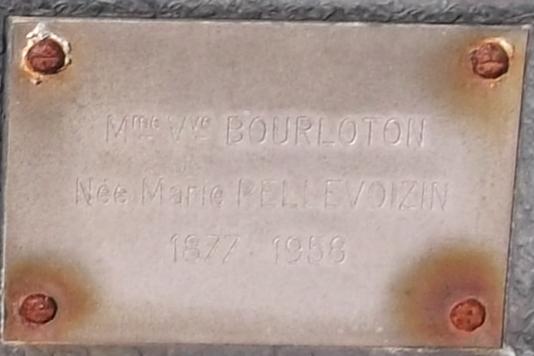 Mme Vve BOURLOTON
Née Marie PELLEVOIZIN
1877 - 1958